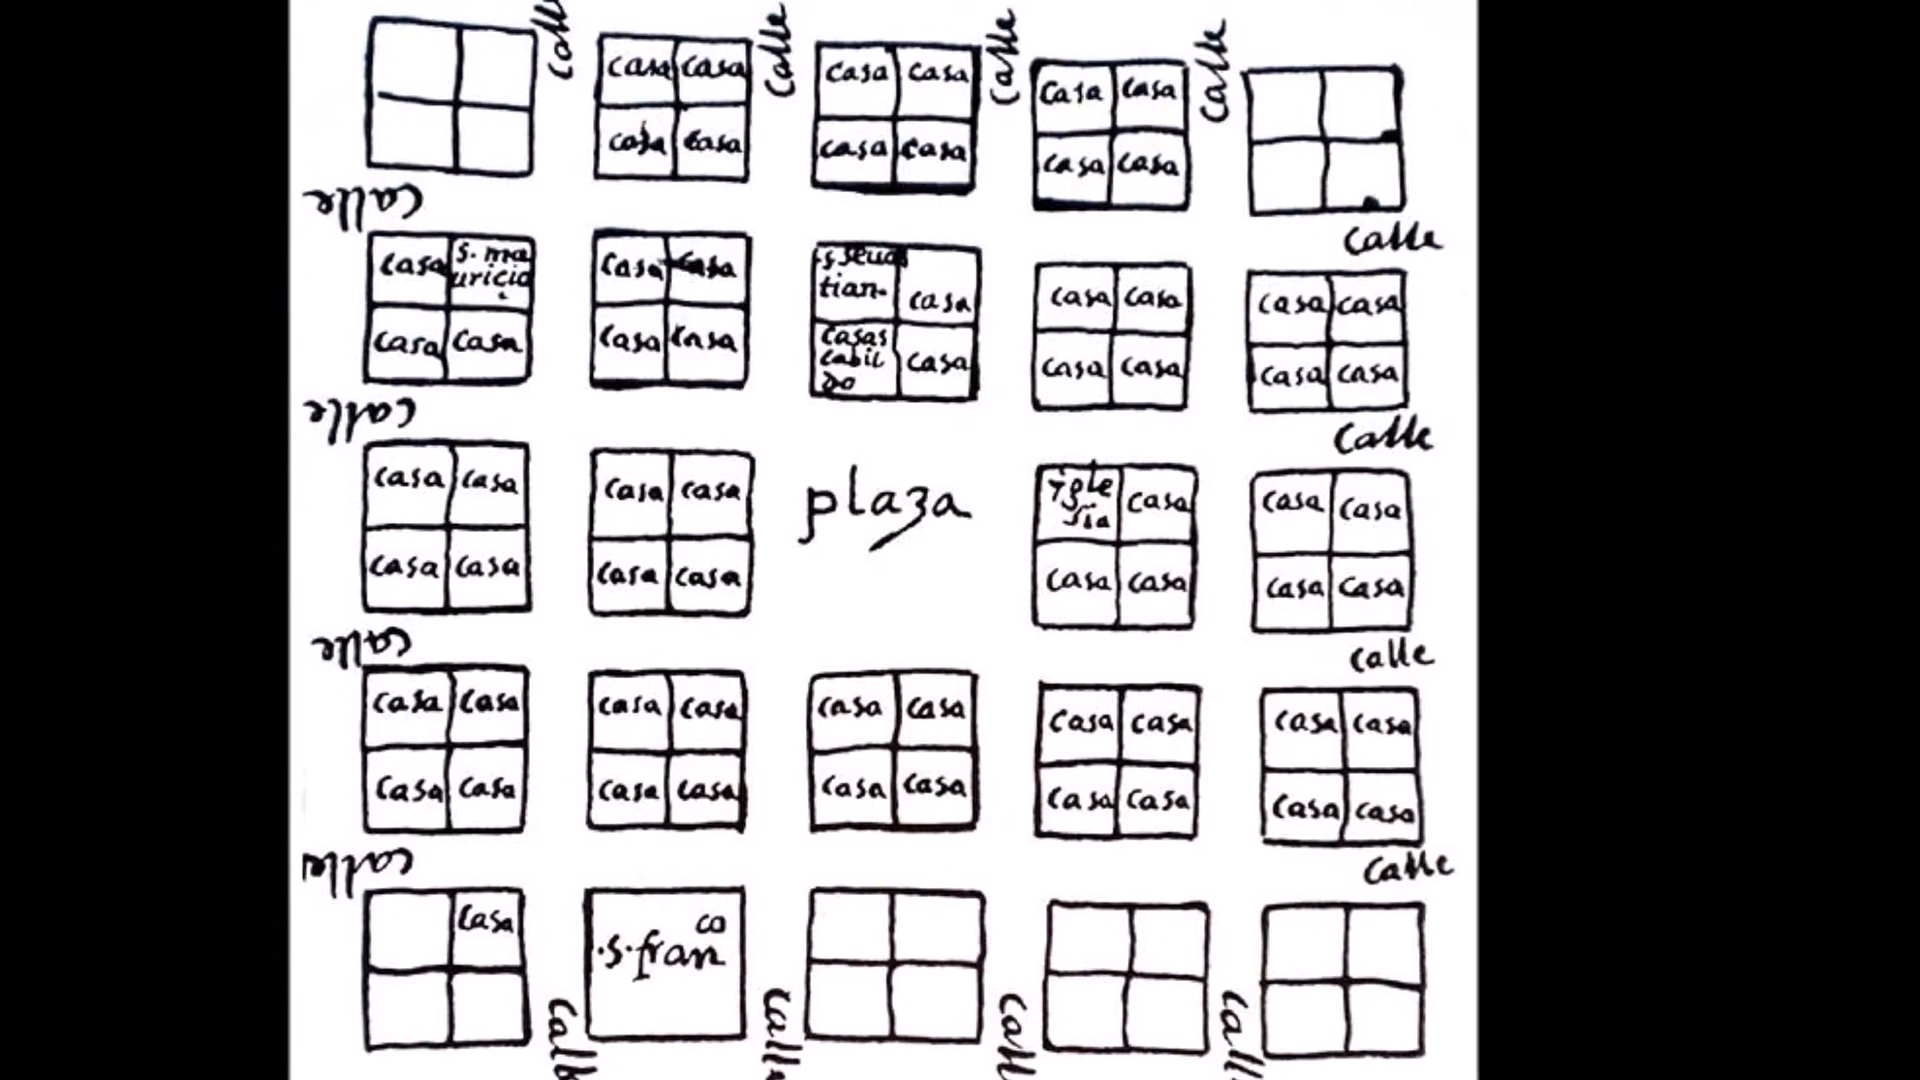 Calle Calle Calle Calle
casa casa casa casa casa casa
casa casa casa casa casa casa
calle calle
casa s. ma casa casa s seuas casa casa casa casa casa
uricio tian- casa
casa casa casa casa casas casa casa casa casa casa
cabil
do
calle calle
casa casa casa casa plaza igle casa casa casa
sia
casa casa casa casa casa casa casa casa
calle calle
casa casa casa casa casa casa casa casa casa casa
casa casa casa casa casa casa casa casa casa casa
calle calle
casa .s. fran co
calle calle calle calle